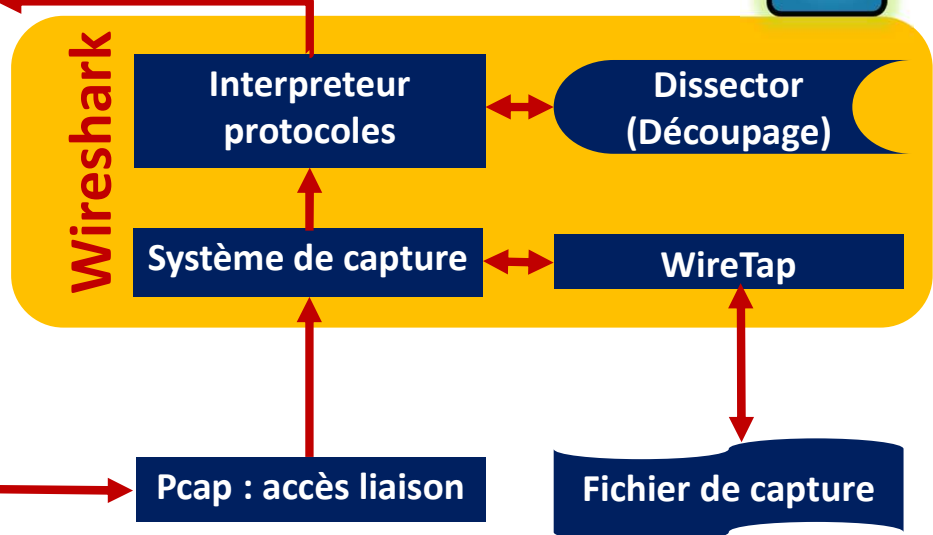 Wireshark
Interpreteur
protocoles
Dissector
(Découpage)
Système de capture
WireTap
Pcap : accès liaison
Fichier de capture